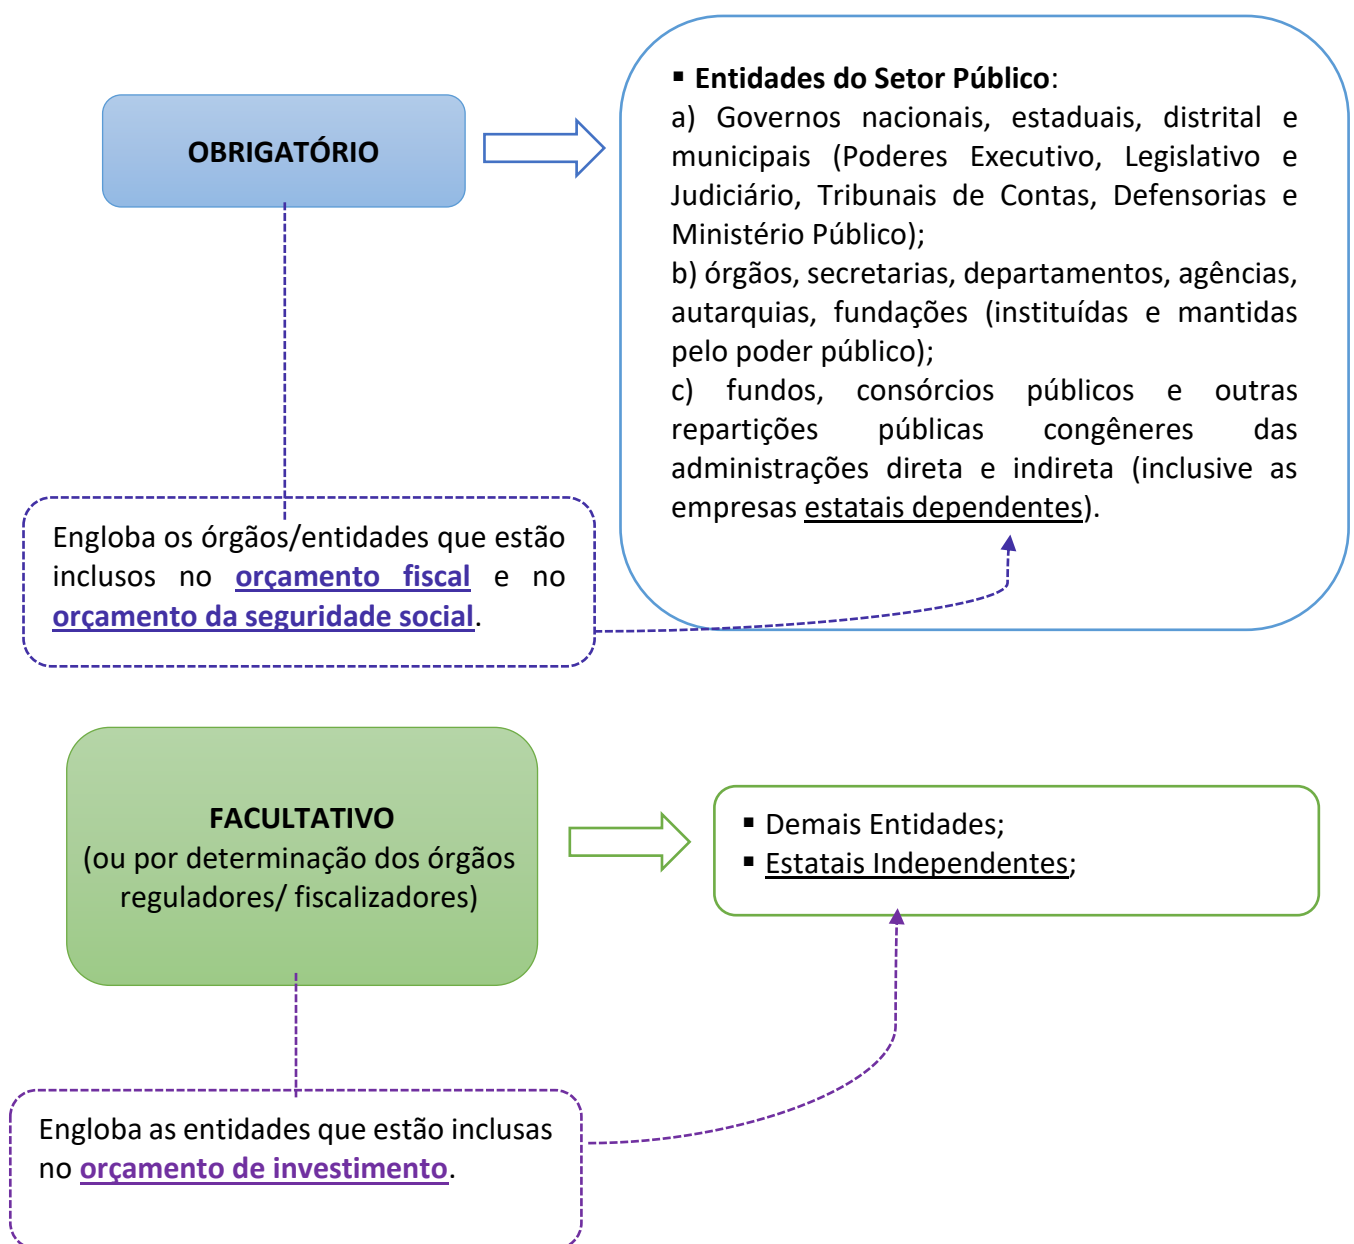 OBRIGATÓRIO
▪ Entidades do Setor Público:
a) Governos nacionais, estaduais, distrital e
municipais (Poderes Executivo, Legislativo e
Judiciário, Tribunais de Contas, Defensorias e
Ministério Público);
b) órgãos, secretarias, departamentos, agências,
autarquias, fundações (instituídas e mantidas
pelo poder público);
c) fundos, consórcios públicos e outras
repartições públicas congêneres das
administrações direta e indireta (inclusive as
empresas estatais dependentes).
Engloba os órgãos/entidades que estão
inclusos no orçamento fiscal e no
orçamento da seguridade social.
FACULTATIVO
(ou por determinação dos órgãos
reguladores/ fiscalizadores)
▪ Demais Entidades;
▪ Estatais Independentes;
Engloba as entidades que estão inclusas
no orçamento de investimento.